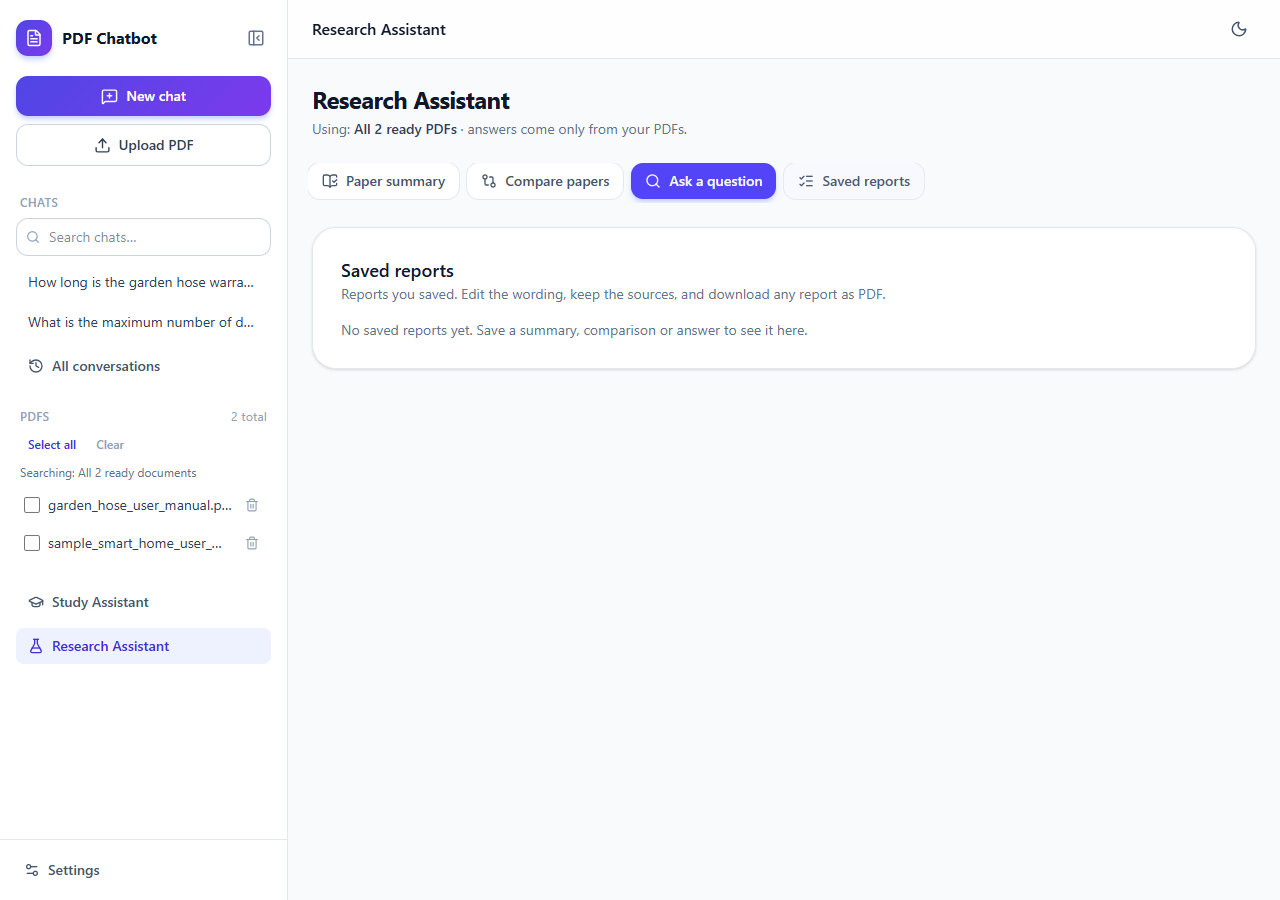 PDF Chatbot
New chat
Upload PDF
CHATS
Search chats...
How long is the garden hose warra...
What is the maximum number of d...
All conversations
PDFS 2 total
Select all Clear
Searching: All 2 ready documents
garden_hose_user_manual.p...
sample_smart_home_user_...
Study Assistant
Research Assistant
Settings
Research Assistant
Research Assistant
Using: All 2 ready PDFs · answers come only from your PDFs.
Paper summary Compare papers Ask a question Saved reports
Saved reports
Reports you saved. Edit the wording, keep the sources, and download any report as PDF.
No saved reports yet. Save a summary, comparison or answer to see it here.